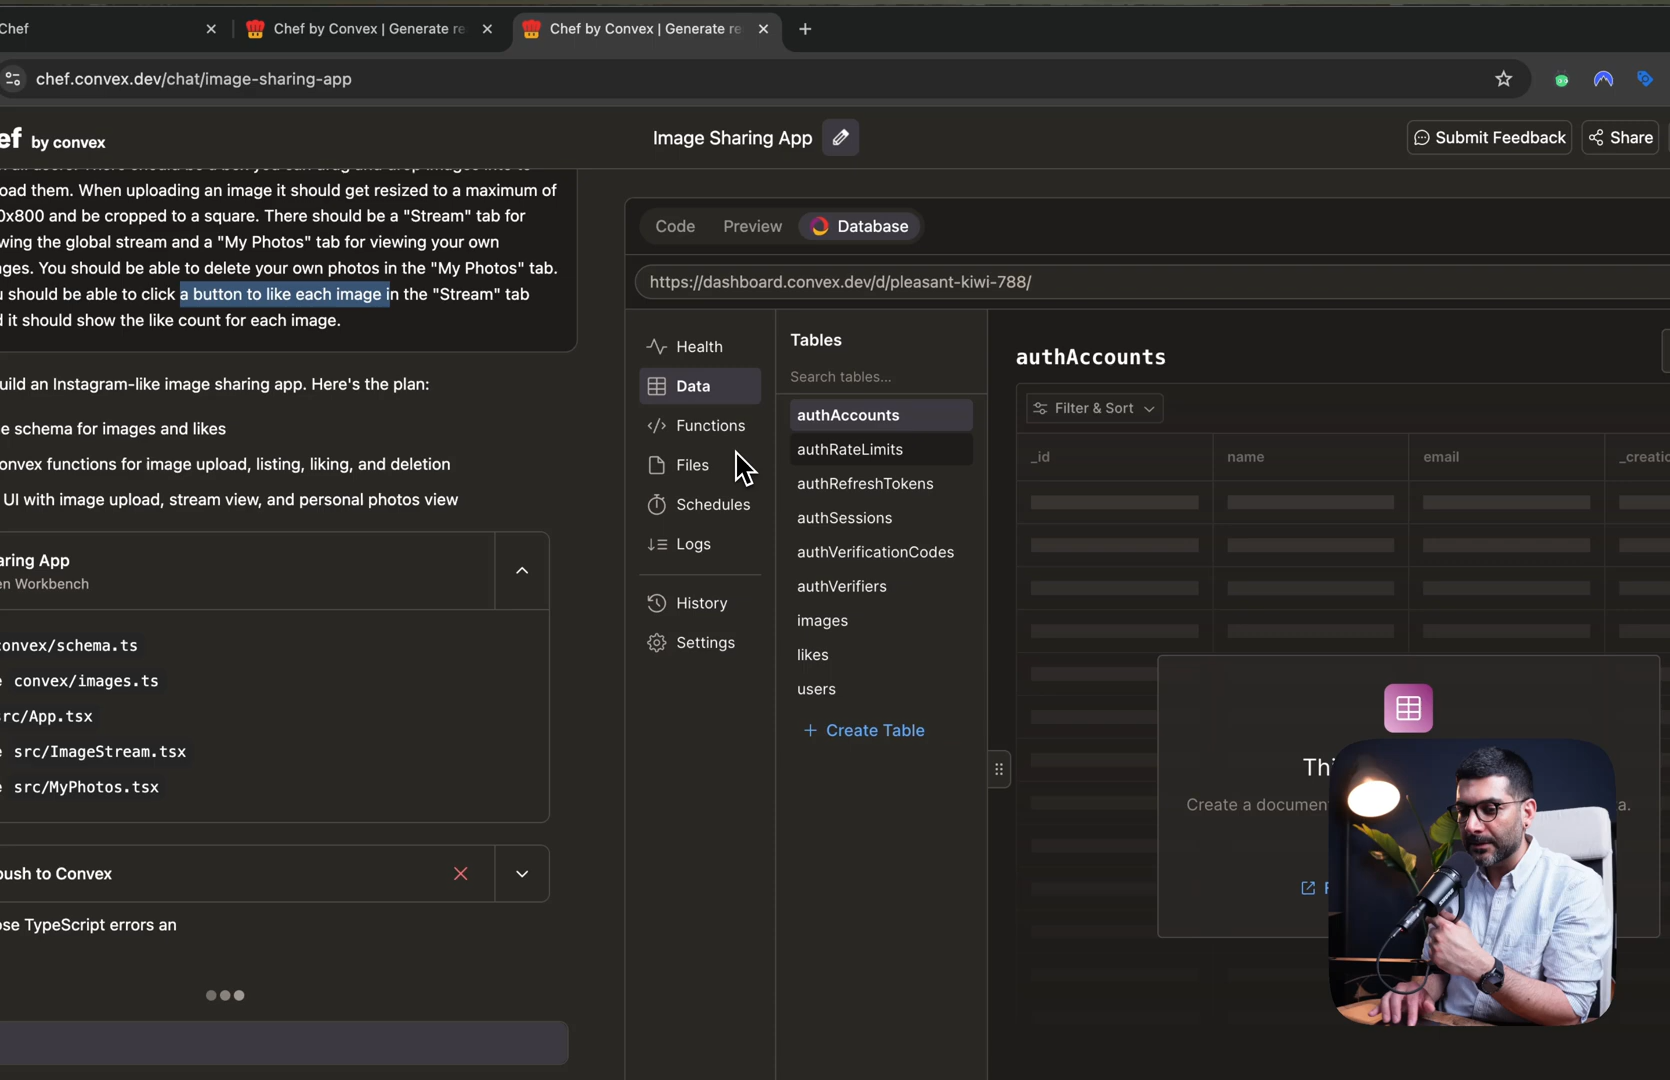 Chef
Chef by Convex | Generate re
Chef by Convex | Generate re
chef.convex.dev/chat/image-sharing-app
ef by convex
Image Sharing App
Submit Feedback
Share
oad them. When uploading an image it should get resized to a maximum of
0x800 and be cropped to a square. There should be a "Stream" tab for
wing the global stream and a "My Photos" tab for viewing your own
ges. You should be able to delete your own photos in the "My Photos" tab.
u should be able to click a button to like each image in the "Stream" tab
d it should show the like count for each image.
uild an Instagram-like image sharing app. Here's the plan:
e schema for images and likes
onvex functions for image upload, listing, liking, and deletion
UI with image upload, stream view, and personal photos view
aring App
en Workbench
convex/schema.ts
e convex/images.ts
src/App.tsx
e src/ImageStream.tsx
e src/MyPhotos.tsx
push to Convex
ose TypeScript errors an
Code
Preview
Database
https://dashboard.convex.dev/d/pleasant-kiwi-788/
Health
Data
Functions
Files
Schedules
Logs
History
Settings
Tables
Search tables...
authAccounts
authRateLimits
authRefreshTokens
authSessions
authVerificationCodes
authVerifiers
images
likes
users
+ Create Table
authAccounts
Filter & Sort
_id
name
email
_creatio
Thi
Create a documen
a.